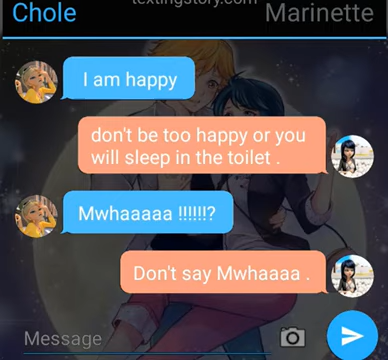 textingstory.com
Chole Marinette
I am happy
don't be too happy or you
will sleep in the toilet .
Mwhaaaaa !!!!!!?
Don't say Mwhaaaa .
Message